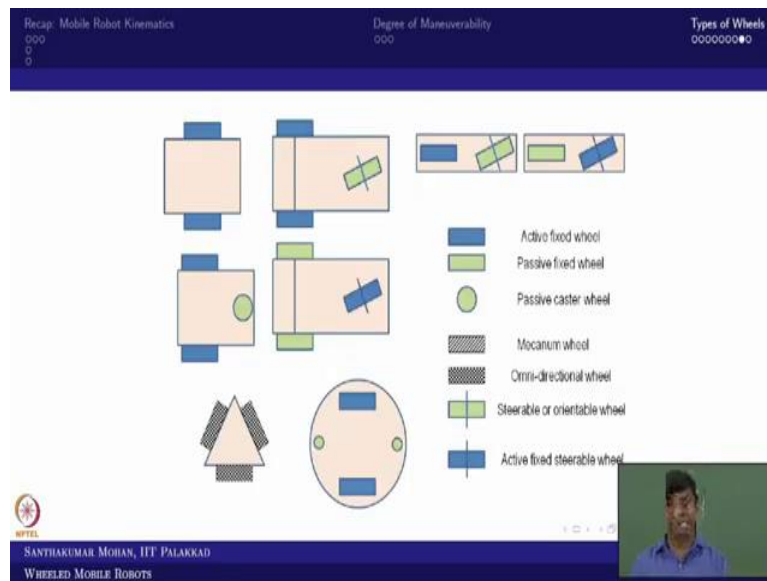 Recap: Mobile Robot Kinematics
Degree of Maneuverability
Types of Wheels
Active fixed wheel
Passive fixed wheel
Passive caster wheel
Mecanum wheel
Omni-directional wheel
Steerable or orientable wheel
Active fixed steerable wheel
NPTEL
SANTHAKUMAR MOHAN, IIT PALAKKAD
WHEELED MOBILE ROBOTS